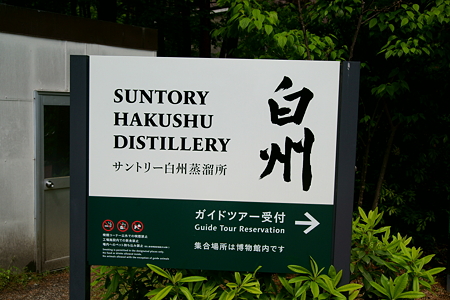 SUNTORY
HAKUSHU
DISTILLERY
サントリー白州蒸溜所
白州
ガイドツアー受付
Guide Tour Reservation
集合場所は博物館内です